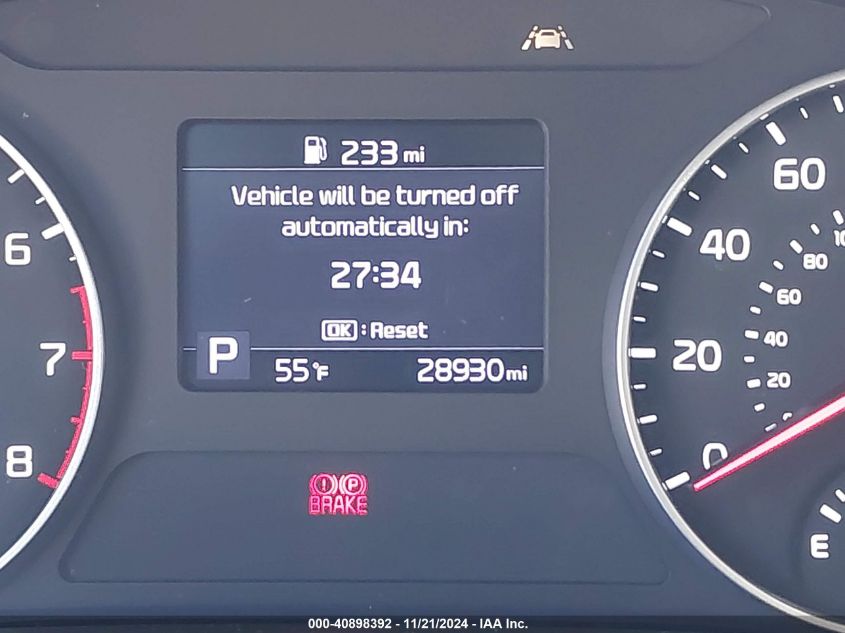 233 mi
Vehicle will be turned off
automatically in:
27:34
OK : Reset
P
55°F 28930 mi
6
7
8
BRAKE
P
60
40
20
0
80
60
40
20
E
000-40898392 - 11/21/2024 - IAA Inc.